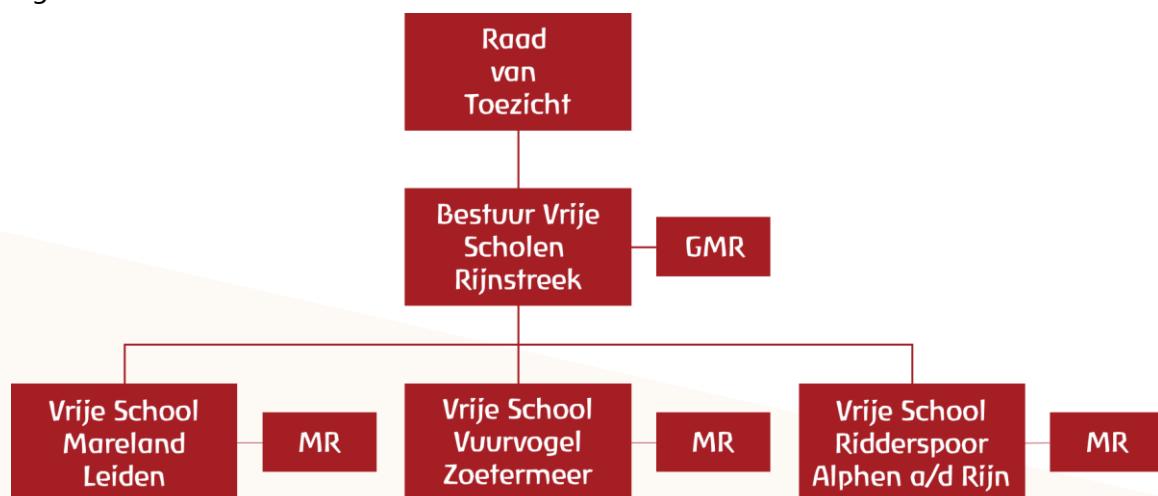 Raad
van
Toezicht
Bestuur Vrije
Scholen
Rijnstreek
GMR
Vrije School
Mareland
Leiden
MR
Vrije School
Vuurvogel
Zoetermeer
MR
Vrije School
Ridderspoor
Alphen a/d Rijn
MR